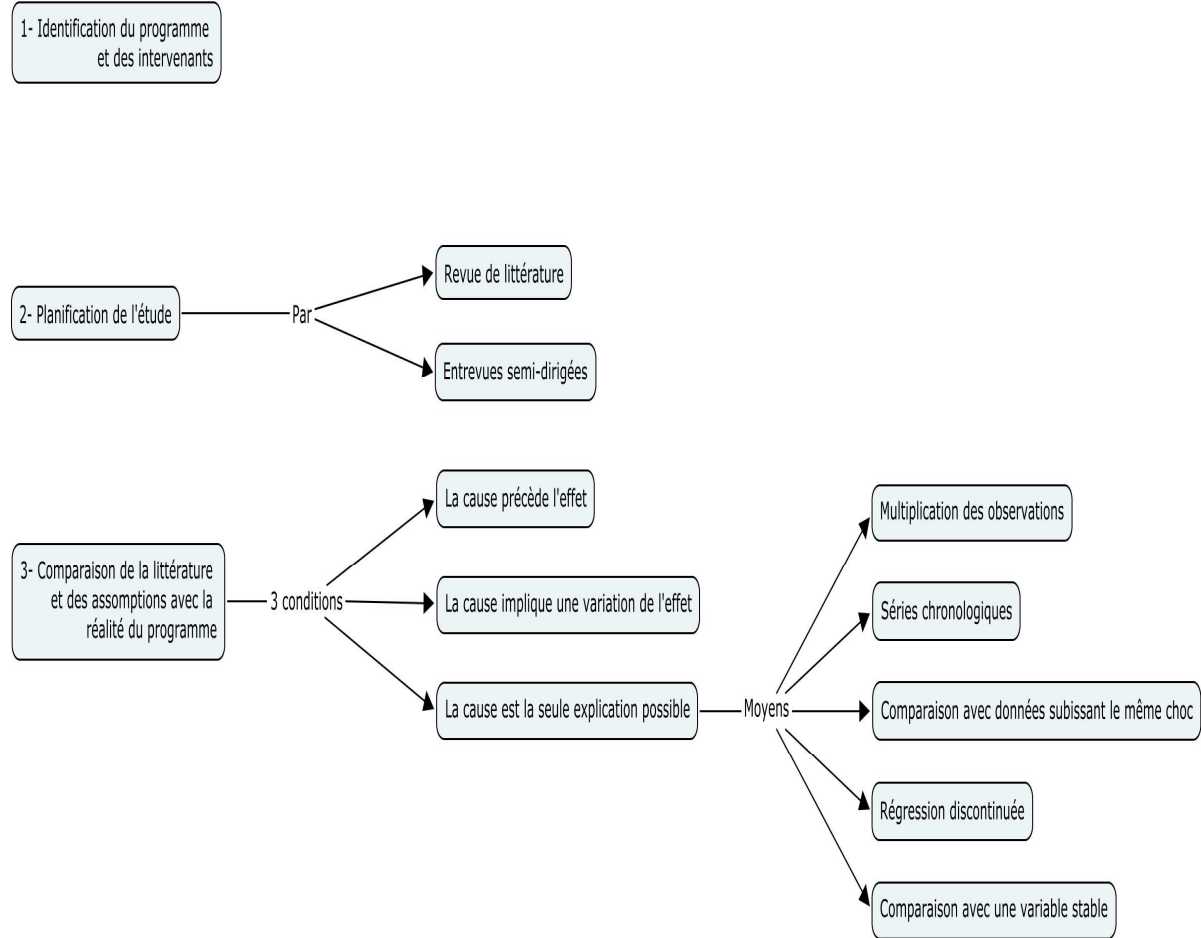 1- Identification du programme
et des intervenants
2- Planification de l'étude
Par
Revue de littérature
Entrevues semi-dirigées
3- Comparaison de la littérature
et des assomptions avec la
réalité du programme
3 conditions
La cause précède l'effet
La cause implique une variation de l'effet
La cause est la seule explication possible
Moyens
Multiplication des observations
Séries chronologiques
Comparaison avec données subissant le même choc
Régression discontinuée
Comparaison avec une variable stable